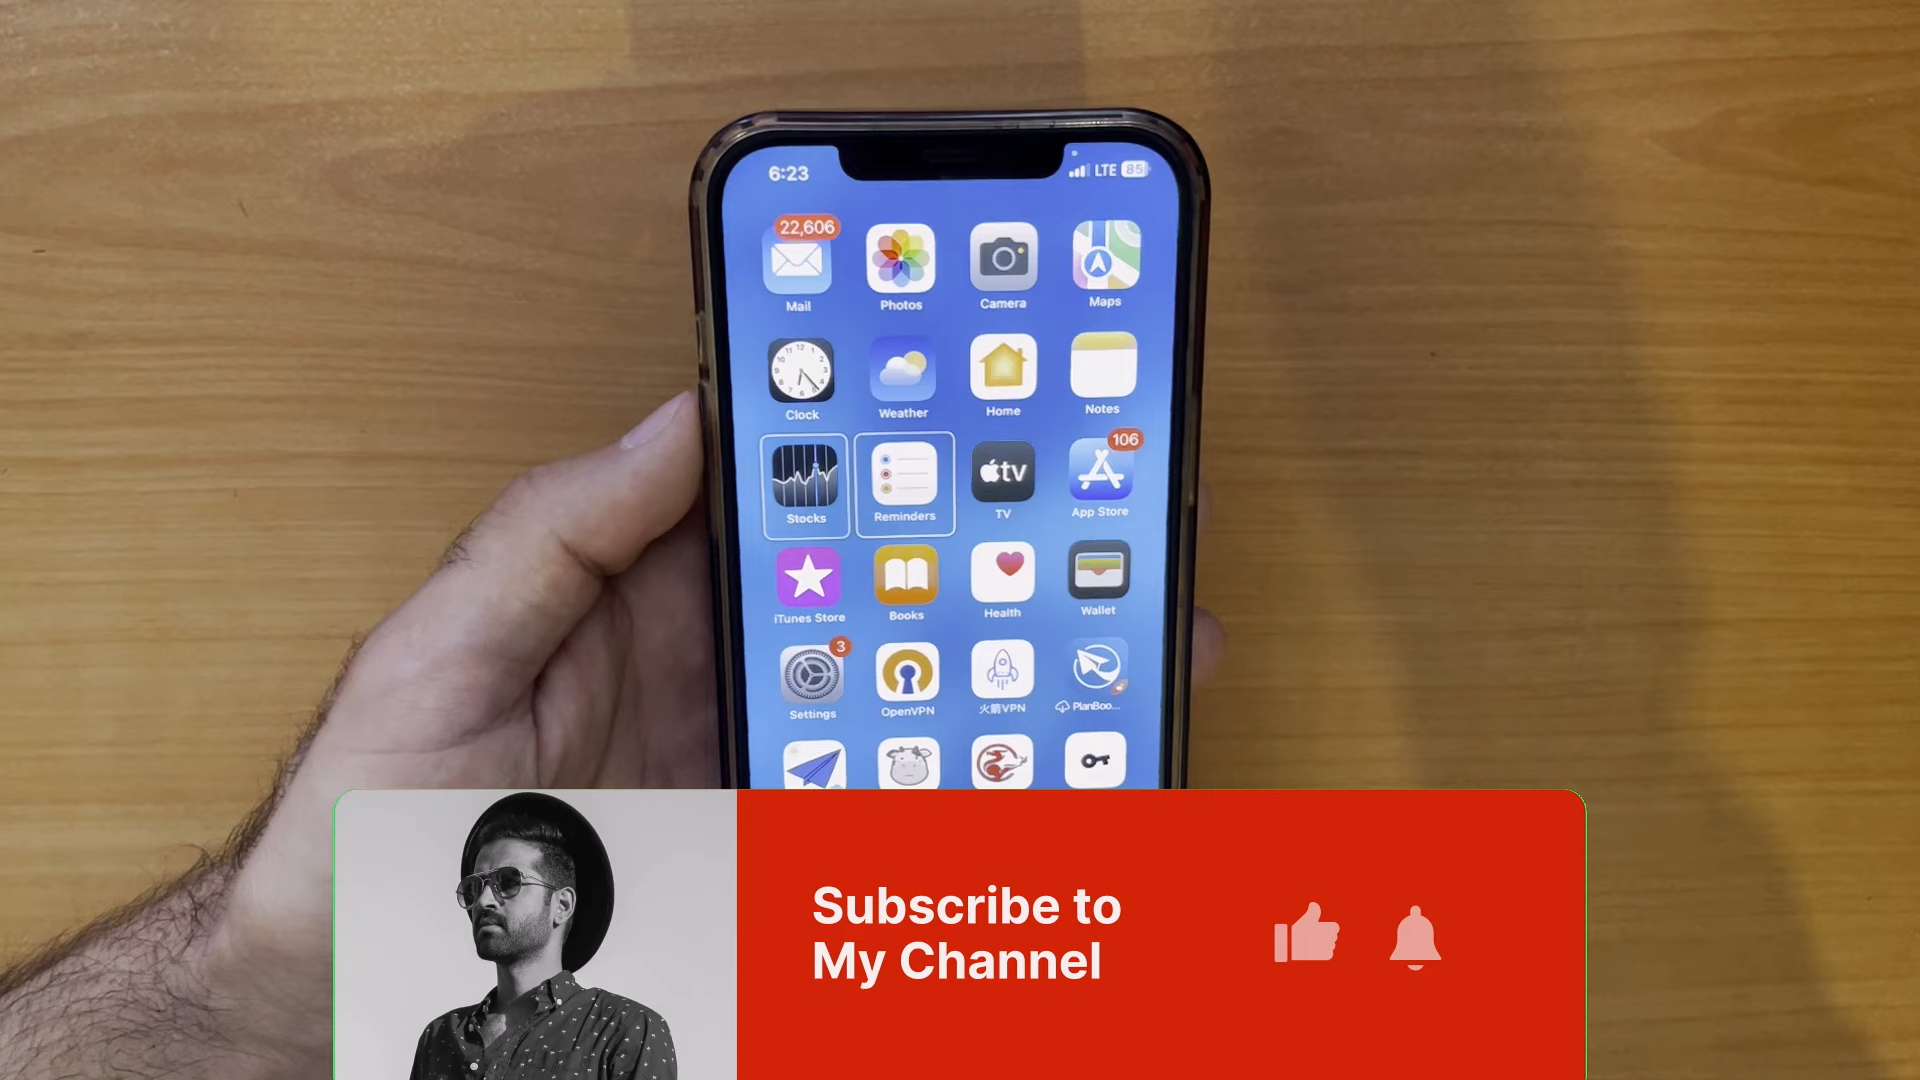 6:23
LTE 85
22,606
Mail
Photos
Camera
Maps
Clock
Weather
Home
Notes
106
Stocks
Reminders
tv
TV
App Store
iTunes Store
Books
Health
Wallet
3
Settings
OpenVPN
火箭VPN
PlanBoo...
Subscribe to
My Channel